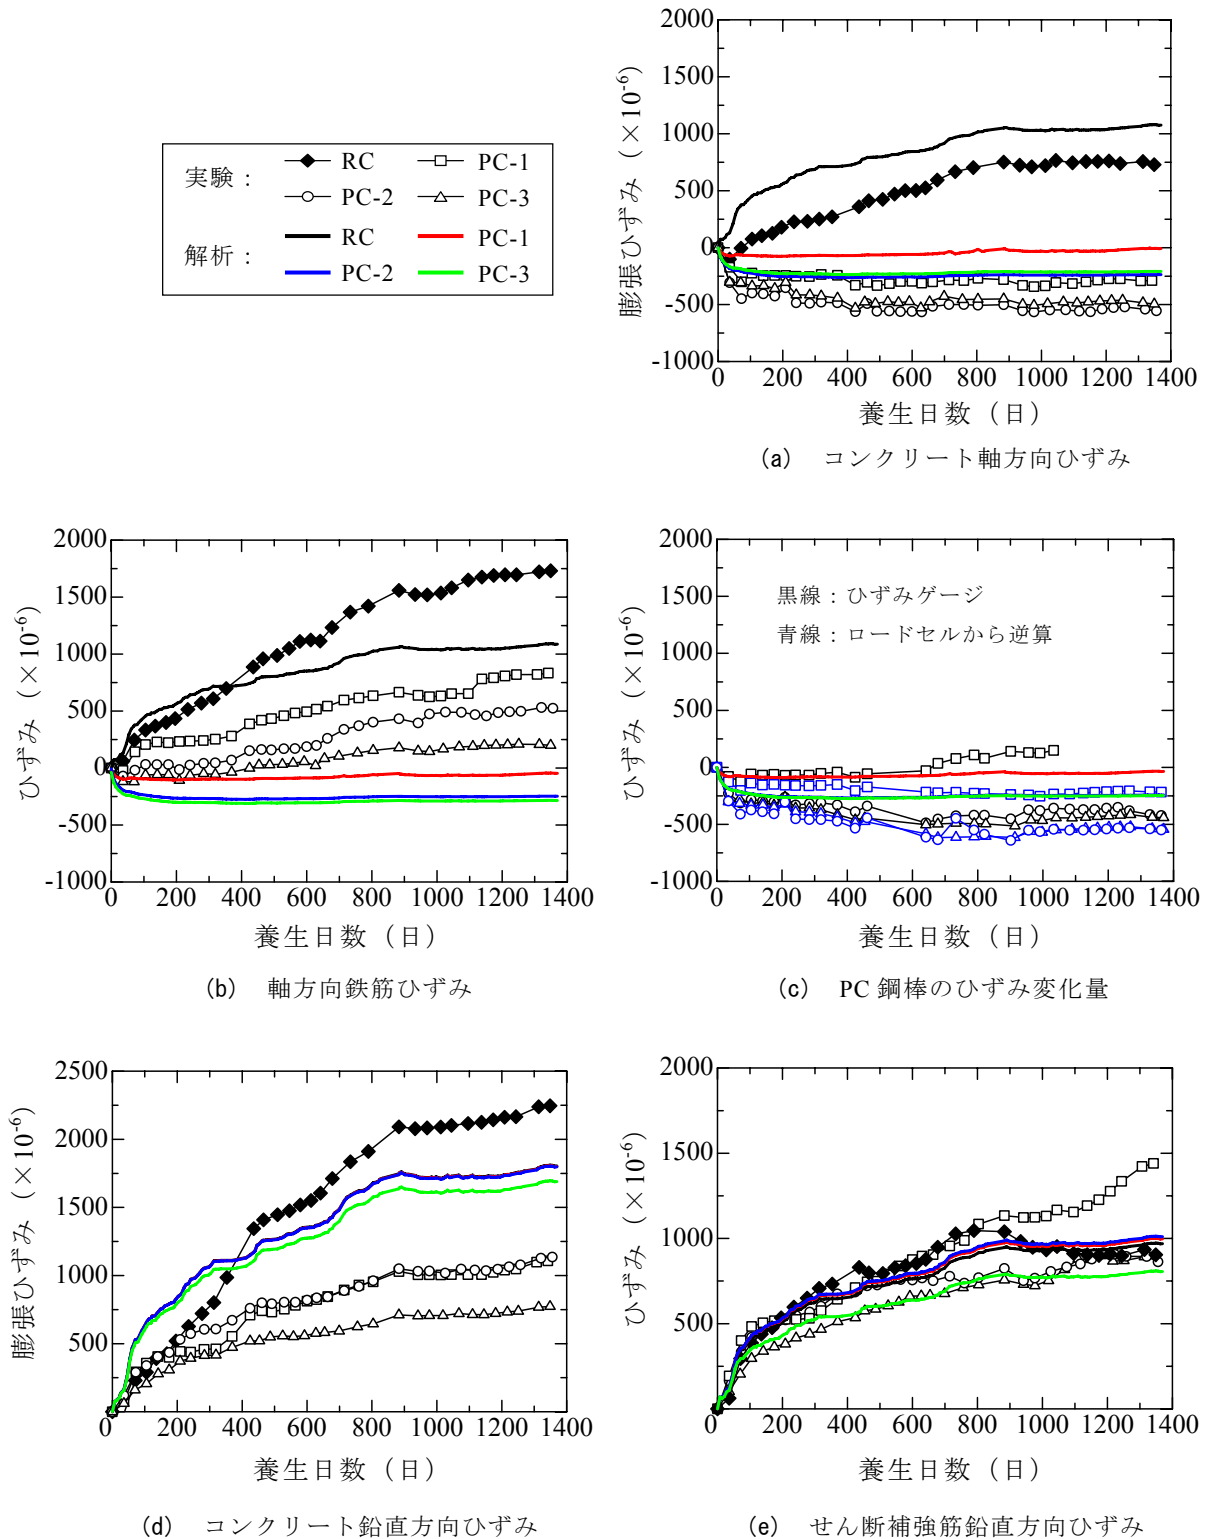 実験： RC PC-1
PC-2 PC-3
解析： RC PC-1
PC-2 PC-3
膨張ひずみ（×10⁻⁶）
2000
1500
1000
500
0
-500
-1000
0 200 400 600 800 1000 1200 1400
養生日数（日）
(a) コンクリート軸方向ひずみ
ひずみ（×10⁻⁶）
2000
1500
1000
500
0
-500
-1000
0 200 400 600 800 1000 1200 1400
養生日数（日）
(b) 軸方向鉄筋ひずみ
ひずみ（×10⁻⁶）
2000
1500
1000
500
0
-500
-1000
黒線：ひずみゲージ
青線：ロードセルから逆算
0 200 400 600 800 1000 1200 1400
養生日数（日）
(c) PC 鋼棒のひずみ変化量
膨張ひずみ（×10⁻⁶）
2500
2000
1500
1000
500
0 200 400 600 800 1000 1200 1400
養生日数（日）
(d) コンクリート鉛直方向ひずみ
ひずみ（×10⁻⁶）
2000
1500
1000
500
0
0 200 400 600 800 1000 1200 1400
養生日数（日）
(e) せん断補強筋鉛直方向ひずみ